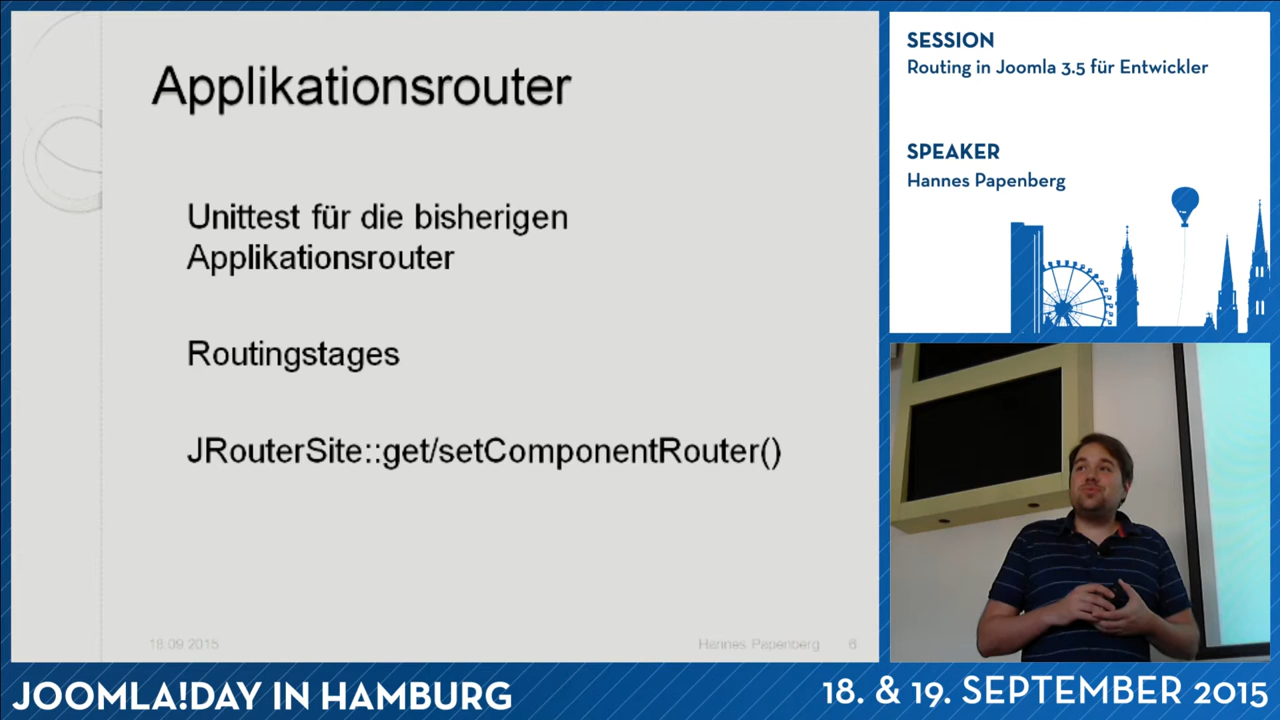 Applikationsrouter
Unittest für die bisherigen
Applikationsrouter
Routingstages
JRouterSite::get/setComponentRouter()
18.09.2015
Hannes Papenberg
6
SESSION
Routing in Joomla 3.5 für Entwickler
SPEAKER
Hannes Papenberg
JOOMLA!DAY IN HAMBURG
18. & 19. SEPTEMBER 2015